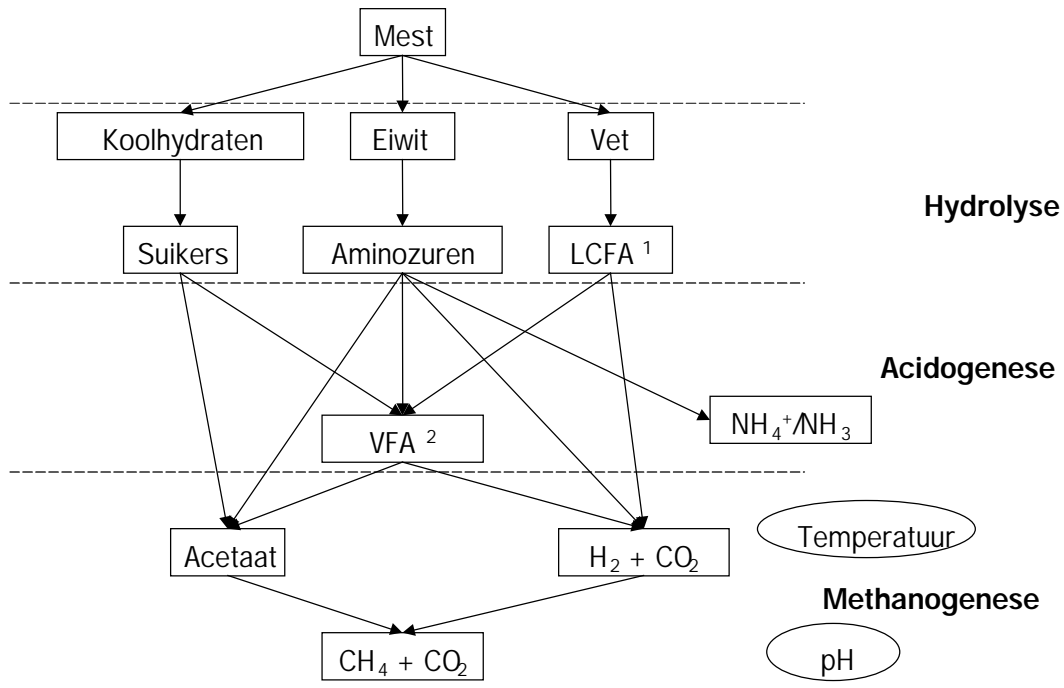 Mest
Koolhydraten Eiwit Vet
Hydrolyse
Suikers Aminozuren LCFA ¹
Acidogenese
VFA ² NH₄⁺/NH₃
Temperatuur
Acetaat H₂ + CO₂
Methanogenese
CH₄ + CO₂ pH